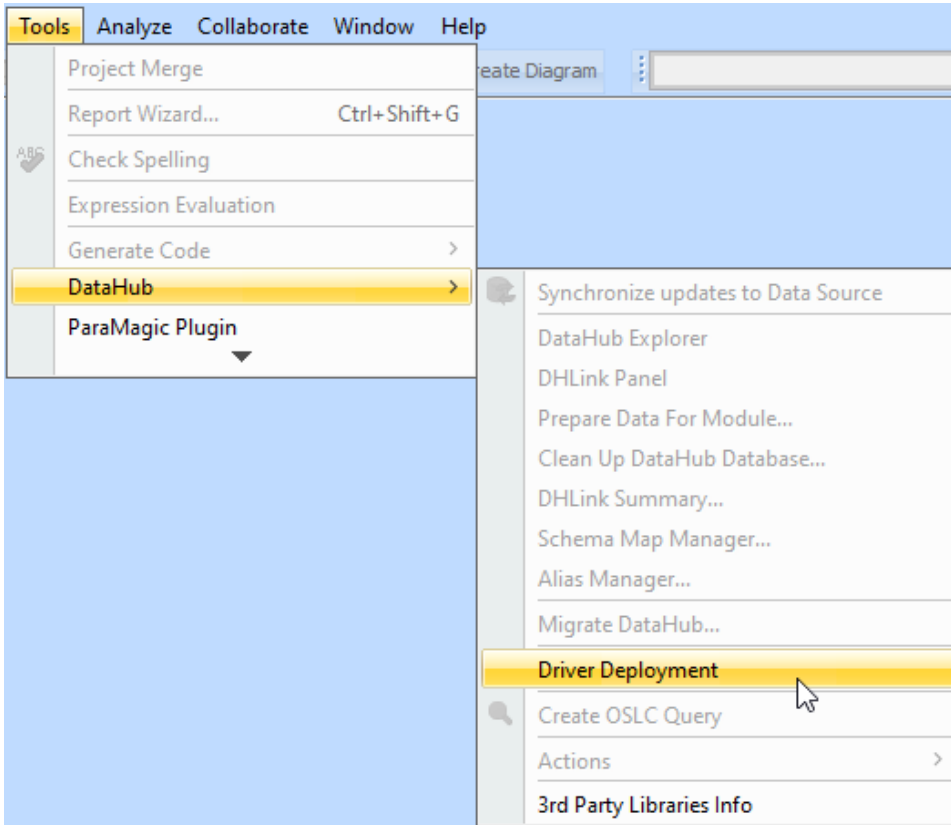 Tools Analyze Collaborate Window Help
Project Merge
reate Diagram
Report Wizard... Ctrl+Shift+G
ABC Check Spelling
Expression Evaluation
Generate Code
DataHub
ParaMagic Plugin
Synchronize updates to Data Source
DataHub Explorer
DHLink Panel
Prepare Data For Module...
Clean Up DataHub Database...
DHLink Summary...
Schema Map Manager...
Alias Manager...
Migrate DataHub...
Driver Deployment
Create OSLC Query
Actions
3rd Party Libraries Info